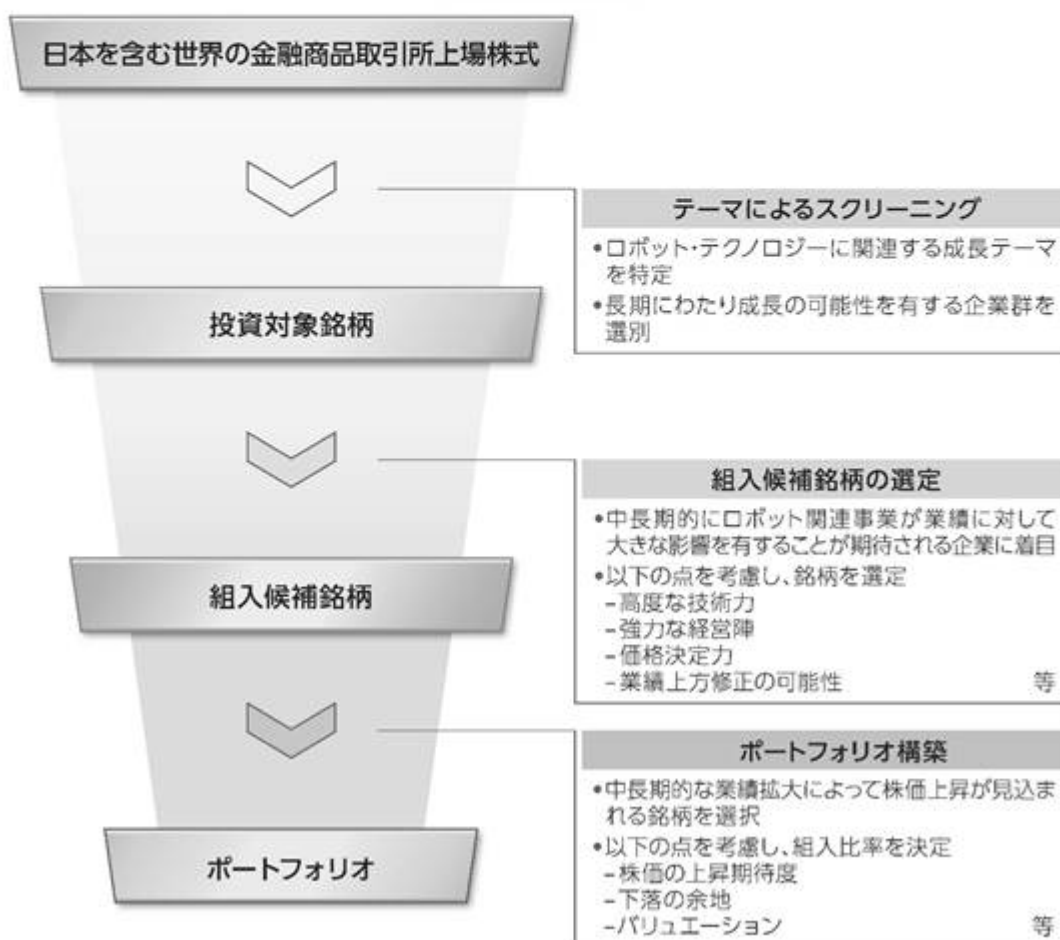 日本を含む世界の金融商品取引所上場株式
テーマによるスクリーニング
•ロボット・テクノロジーに関連する成長テーマ
を特定
•長期にわたり成長の可能性を有する企業群を
選別
投資対象銘柄
組入候補銘柄の選定
•中長期的にロボット関連事業が業績に対して
大きな影響を有することが期待される企業に着目
•以下の点を考慮し、銘柄を選定
–高度な技術力
–強力な経営陣
–価格決定力
–業績上方修正の可能性 等
組入候補銘柄
ポートフォリオ構築
•中長期的な業績拡大によって株価上昇が見込ま
れる銘柄を選択
•以下の点を考慮し、組入比率を決定
–株価の上昇期待度
–下落の余地
–バリュエーション 等
ポートフォリオ